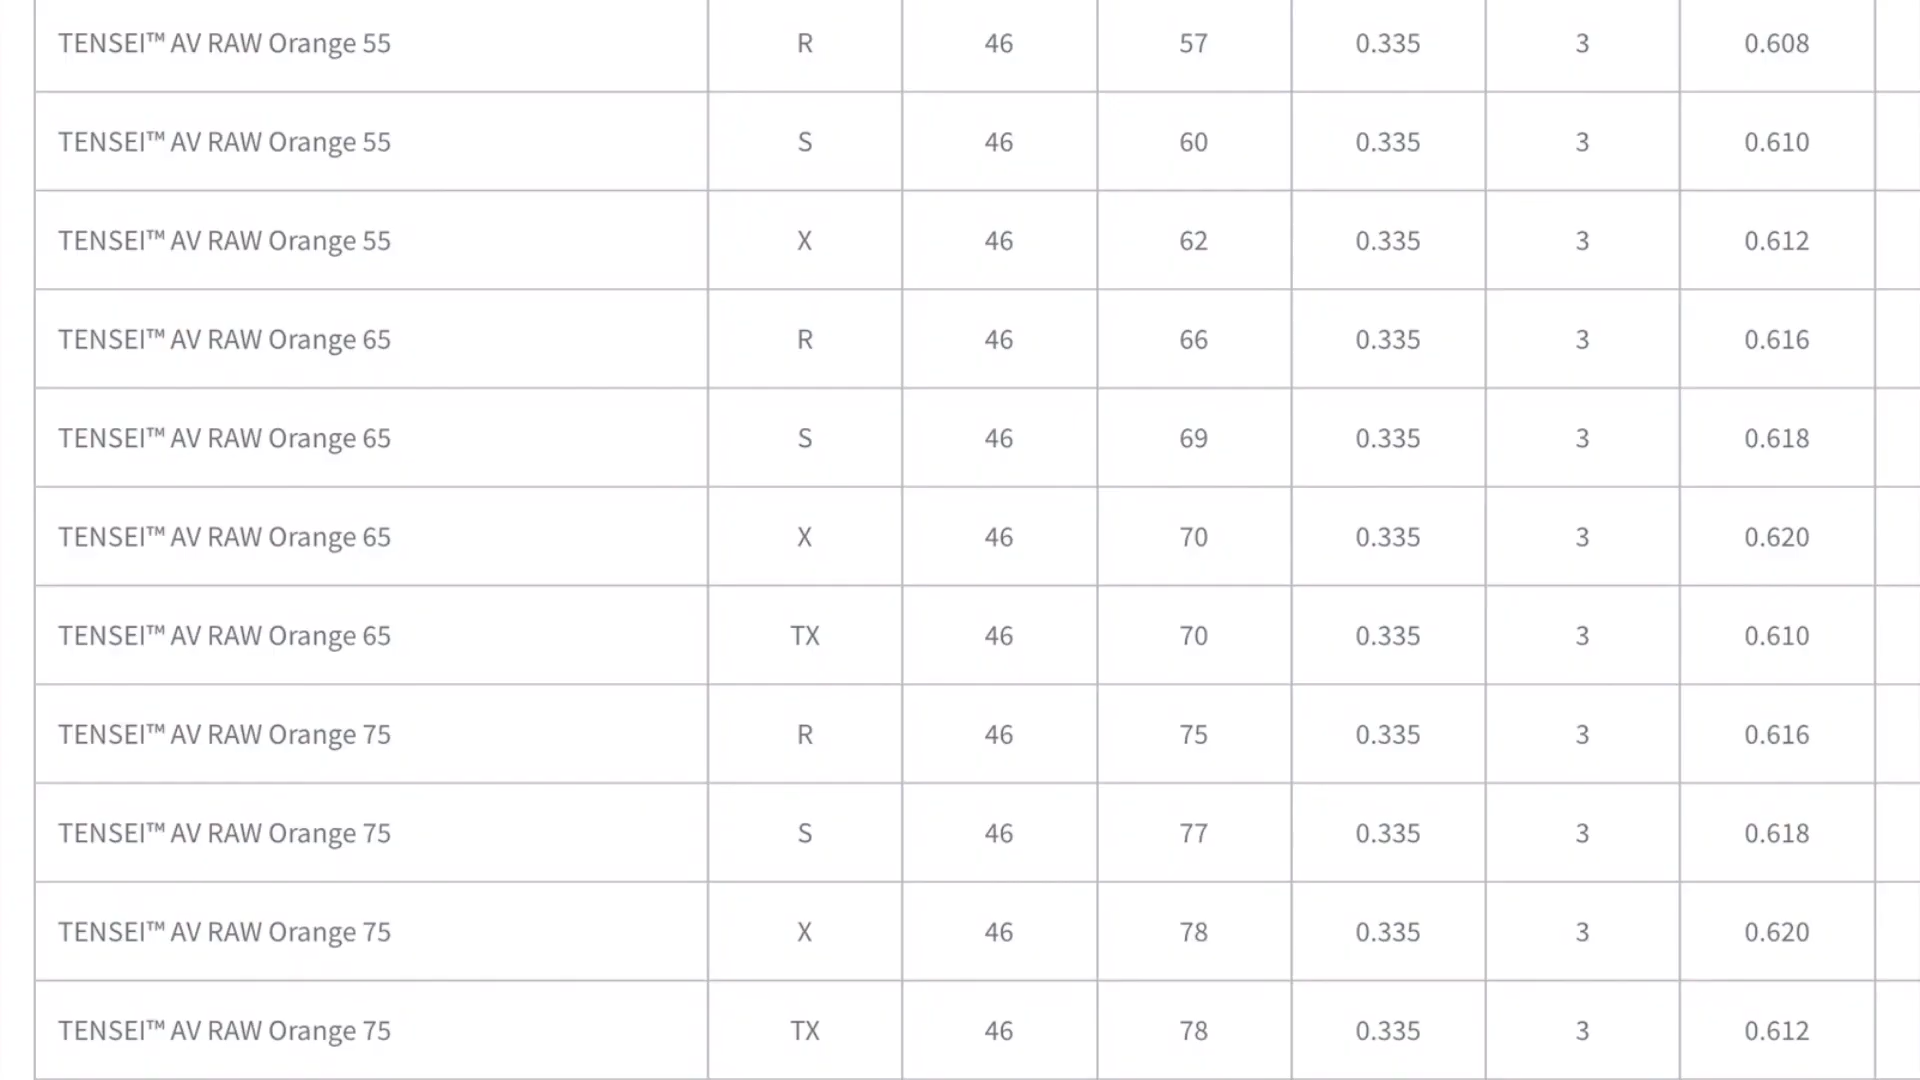 TENSEI™ AV RAW Orange 55 R 46 57 0.335 3 0.608
TENSEI™ AV RAW Orange 55 S 46 60 0.335 3 0.610
TENSEI™ AV RAW Orange 55 X 46 62 0.335 3 0.612
TENSEI™ AV RAW Orange 65 R 46 66 0.335 3 0.616
TENSEI™ AV RAW Orange 65 S 46 69 0.335 3 0.618
TENSEI™ AV RAW Orange 65 X 46 70 0.335 3 0.620
TENSEI™ AV RAW Orange 65 TX 46 70 0.335 3 0.610
TENSEI™ AV RAW Orange 75 R 46 75 0.335 3 0.616
TENSEI™ AV RAW Orange 75 S 46 77 0.335 3 0.618
TENSEI™ AV RAW Orange 75 X 46 78 0.335 3 0.620
TENSEI™ AV RAW Orange 75 TX 46 78 0.335 3 0.612